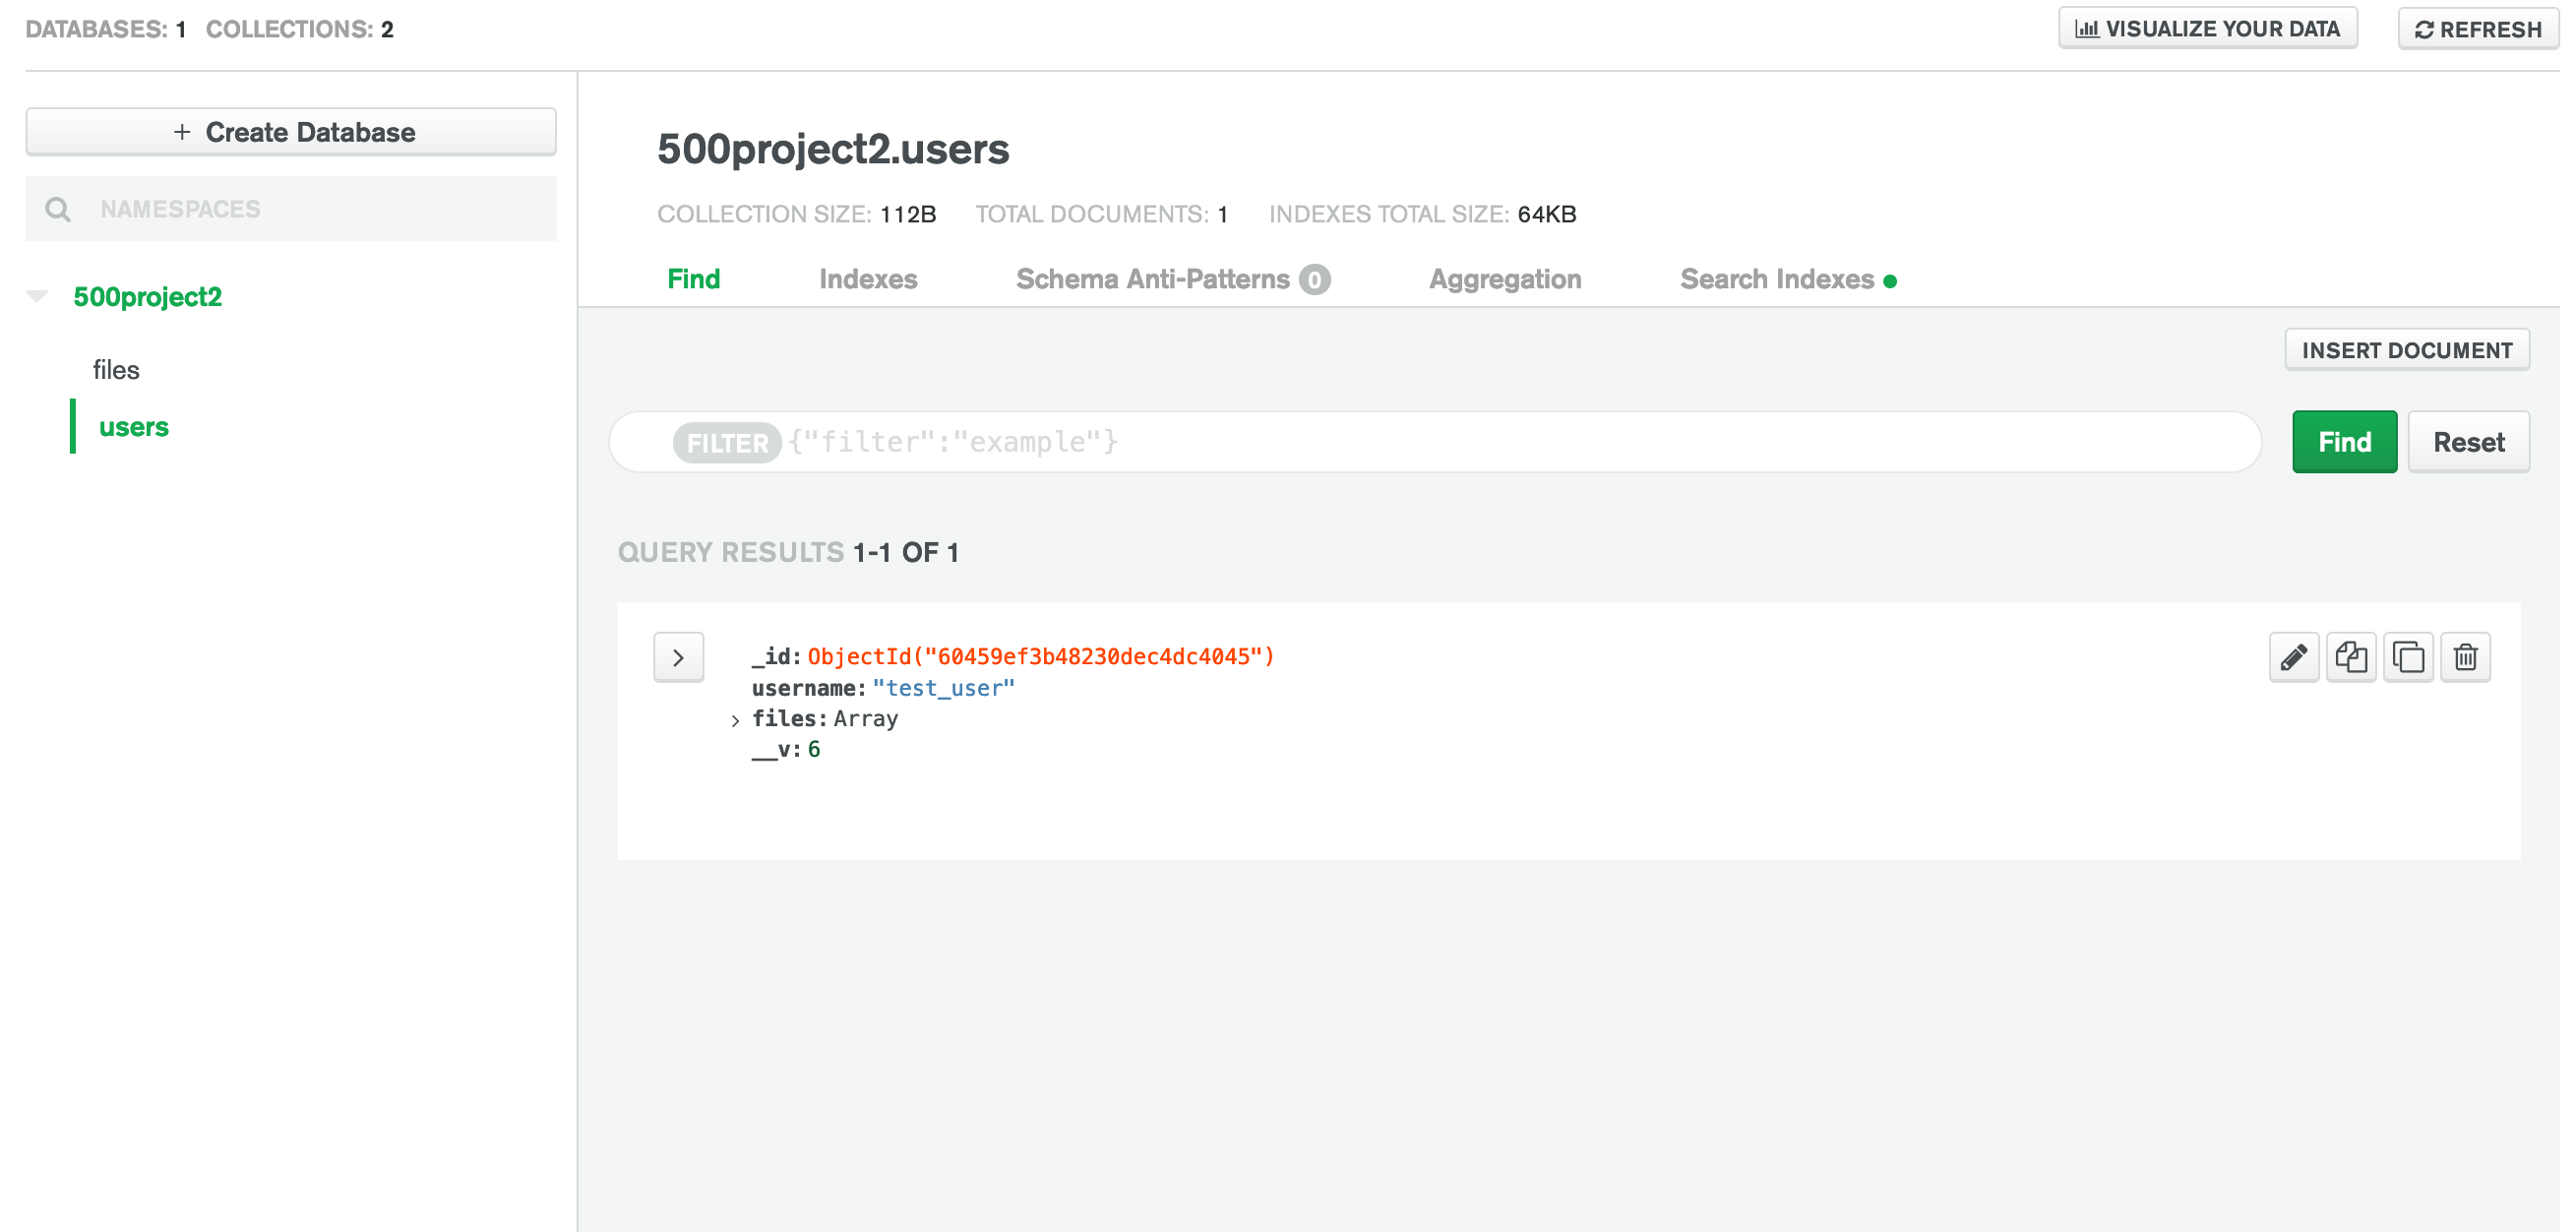 DATABASES: 1 COLLECTIONS: 2
VISUALIZE YOUR DATA
REFRESH
+ Create Database
NAMESPACES
500project2
files
users
500project2.users
COLLECTION SIZE: 112B TOTAL DOCUMENTS: 1 INDEXES TOTAL SIZE: 64KB
Find Indexes Schema Anti-Patterns 0 Aggregation Search Indexes
INSERT DOCUMENT
FILTER {"filter":"example"}
Find Reset
QUERY RESULTS 1-1 OF 1
_id: ObjectId("60459ef3b48230dec4dc4045")
username: "test_user"
files: Array
__v: 6